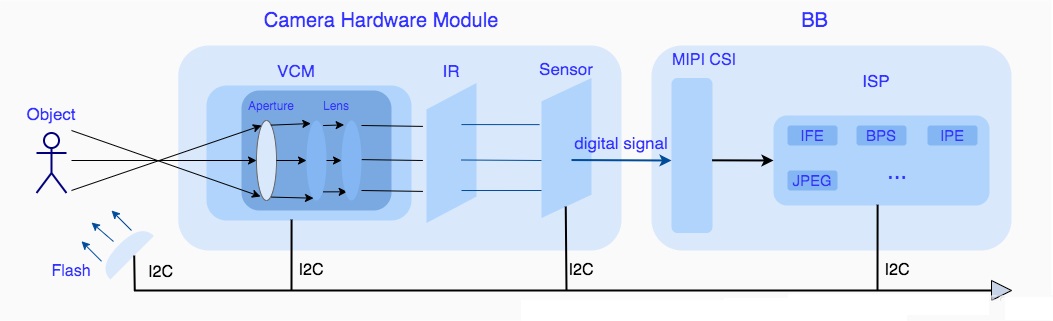 Camera Hardware Module
BB
Object
VCM
IR
Sensor
MIPI CSI
ISP
Aperture
Lens
digital signal
IFE
BPS
IPE
JPEG
...
Flash
I2C
I2C
I2C
I2C